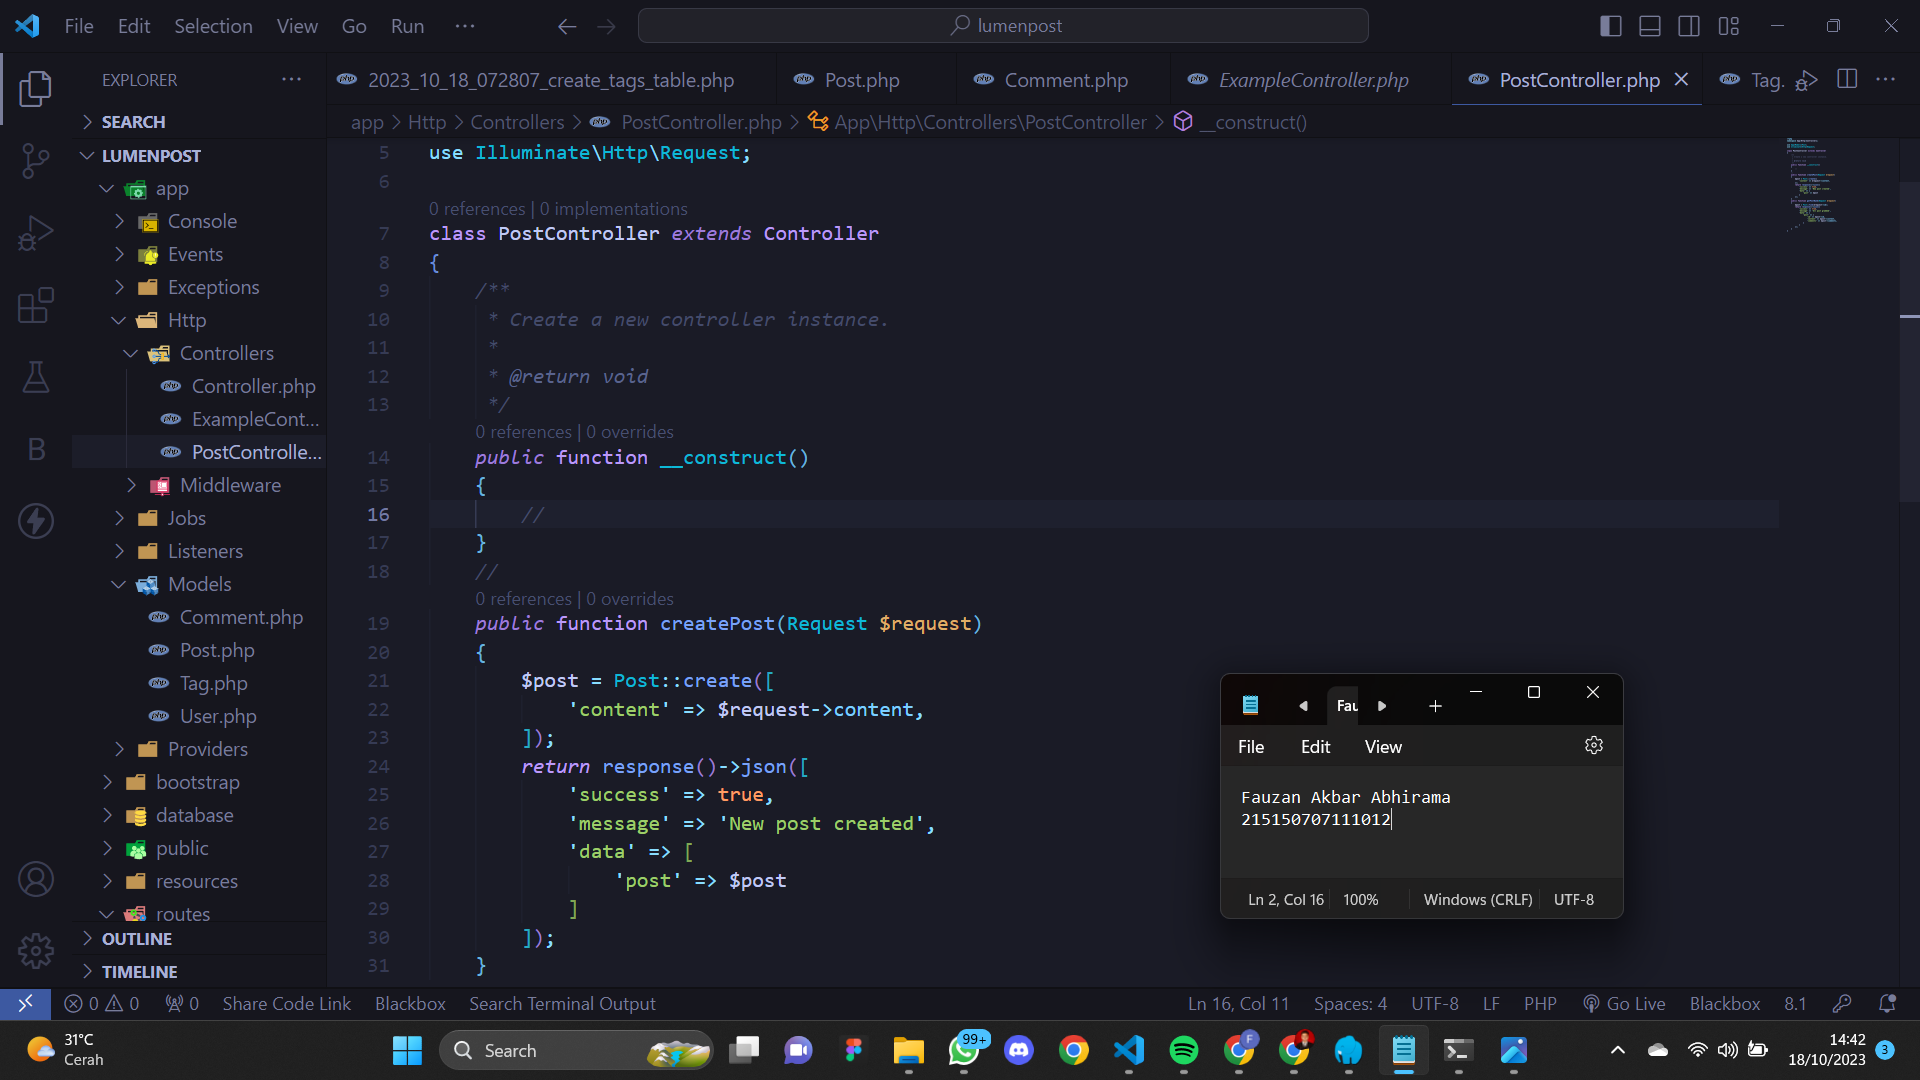 File Edit Selection View Go Run ···
lumenpost
EXPLORER ···
SEARCH
LUMENPOST
app
Console
Events
Exceptions
Http
Controllers
Controller.php
ExampleCont...
PostControlle...
Middleware
Jobs
Listeners
Models
Comment.php
Post.php
Tag.php
User.php
Providers
bootstrap
database
public
resources
routes
OUTLINE
TIMELINE
2023_10_18_072807_create_tags_table.php Post.php Comment.php ExampleController.php PostController.php Tag.
app > Http > Controllers > PostController.php > App\Http\Controllers\PostController > __construct()
5 use Illuminate\Http\Request;
6
0 references | 0 implementations
7 class PostController extends Controller
8 {
9 /**
10 * Create a new controller instance.
11 *
12 * @return void
13 */
0 references | 0 overrides
14 public function __construct()
15 {
16 //
17 }
18 //
0 references | 0 overrides
19 public function createPost(Request $request)
20 {
21 $post = Post::create([
22 'content' => $request->content,
23 ]);
24 return response()->json([
25 'success' => true,
26 'message' => 'New post created',
27 'data' => [
28 'post' => $post
29 ]
30 ]);
31 }
Fau
File Edit View
Fauzan Akbar Abhirama
215150707111012
Ln 2, Col 16 100% Windows (CRLF) UTF-8
0 0 0 Share Code Link Blackbox Search Terminal Output Ln 16, Col 11 Spaces: 4 UTF-8 LF PHP Go Live Blackbox 8.1
31°C
Cerah
Search
99+
F
14:42
18/10/2023
3